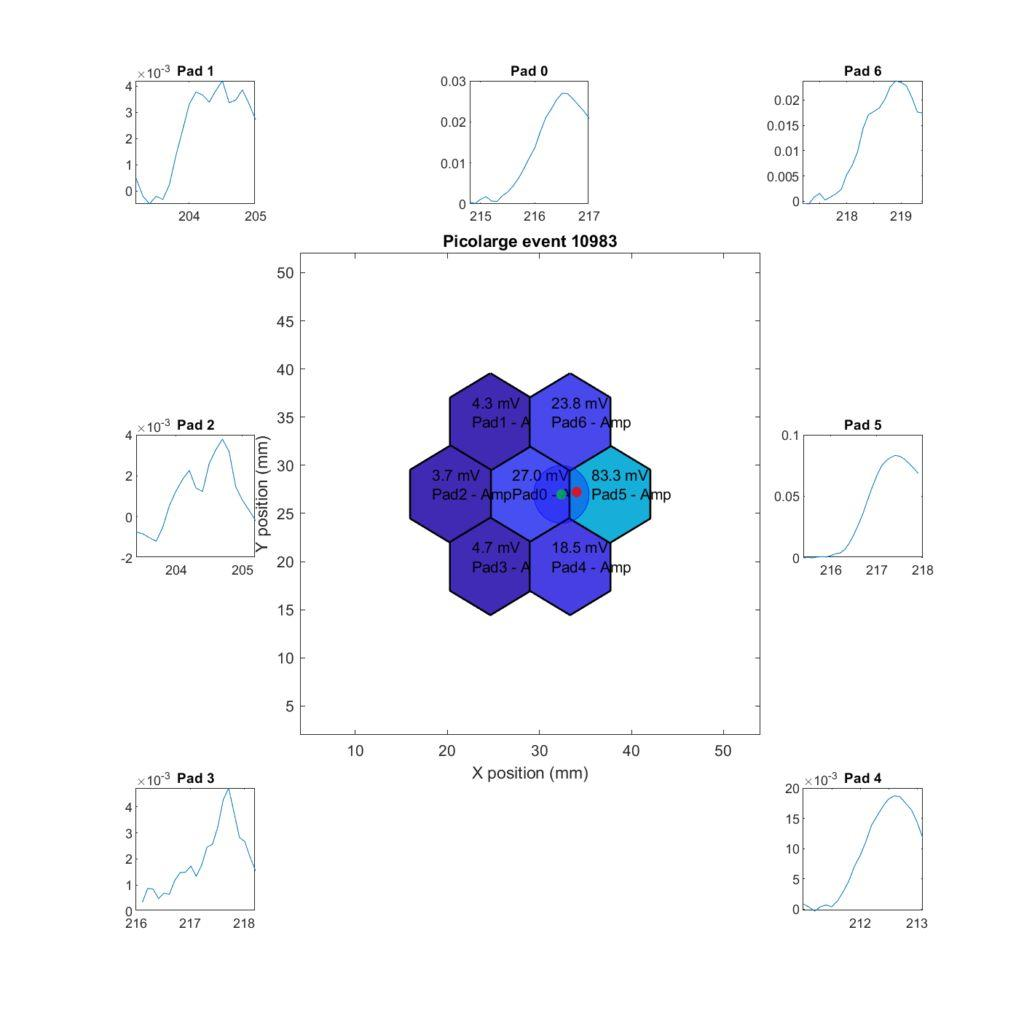 ×10⁻³ Pad 1
4
3
2
1
0
204 205
Pad 0
0.03
0.02
0.01
0
215 216 217
Pad 6
0.02
0.015
0.01
0.005
0
218 219
Picolarge event 10983
50
45
40
35
30
25
20
15
10
5
10 20 30 40 50
X position (mm)
Y position (mm)
4.3 mV
Pad1 - A
23.8 mV
Pad6 - Amp
3.7 mV
Pad2 - Amp
27.0 mV
Pad0 -
83.3 mV
Pad5 - Amp
4.7 mV
Pad3 - A
18.5 mV
Pad4 - Amp
×10⁻³ Pad 2
4
2
0
-2
204 205
Pad 5
0.1
0.05
0
216 217 218
×10⁻³ Pad 3
4
3
2
1
0
216 217 218
×10⁻³ Pad 4
20
15
10
5
0
212 213